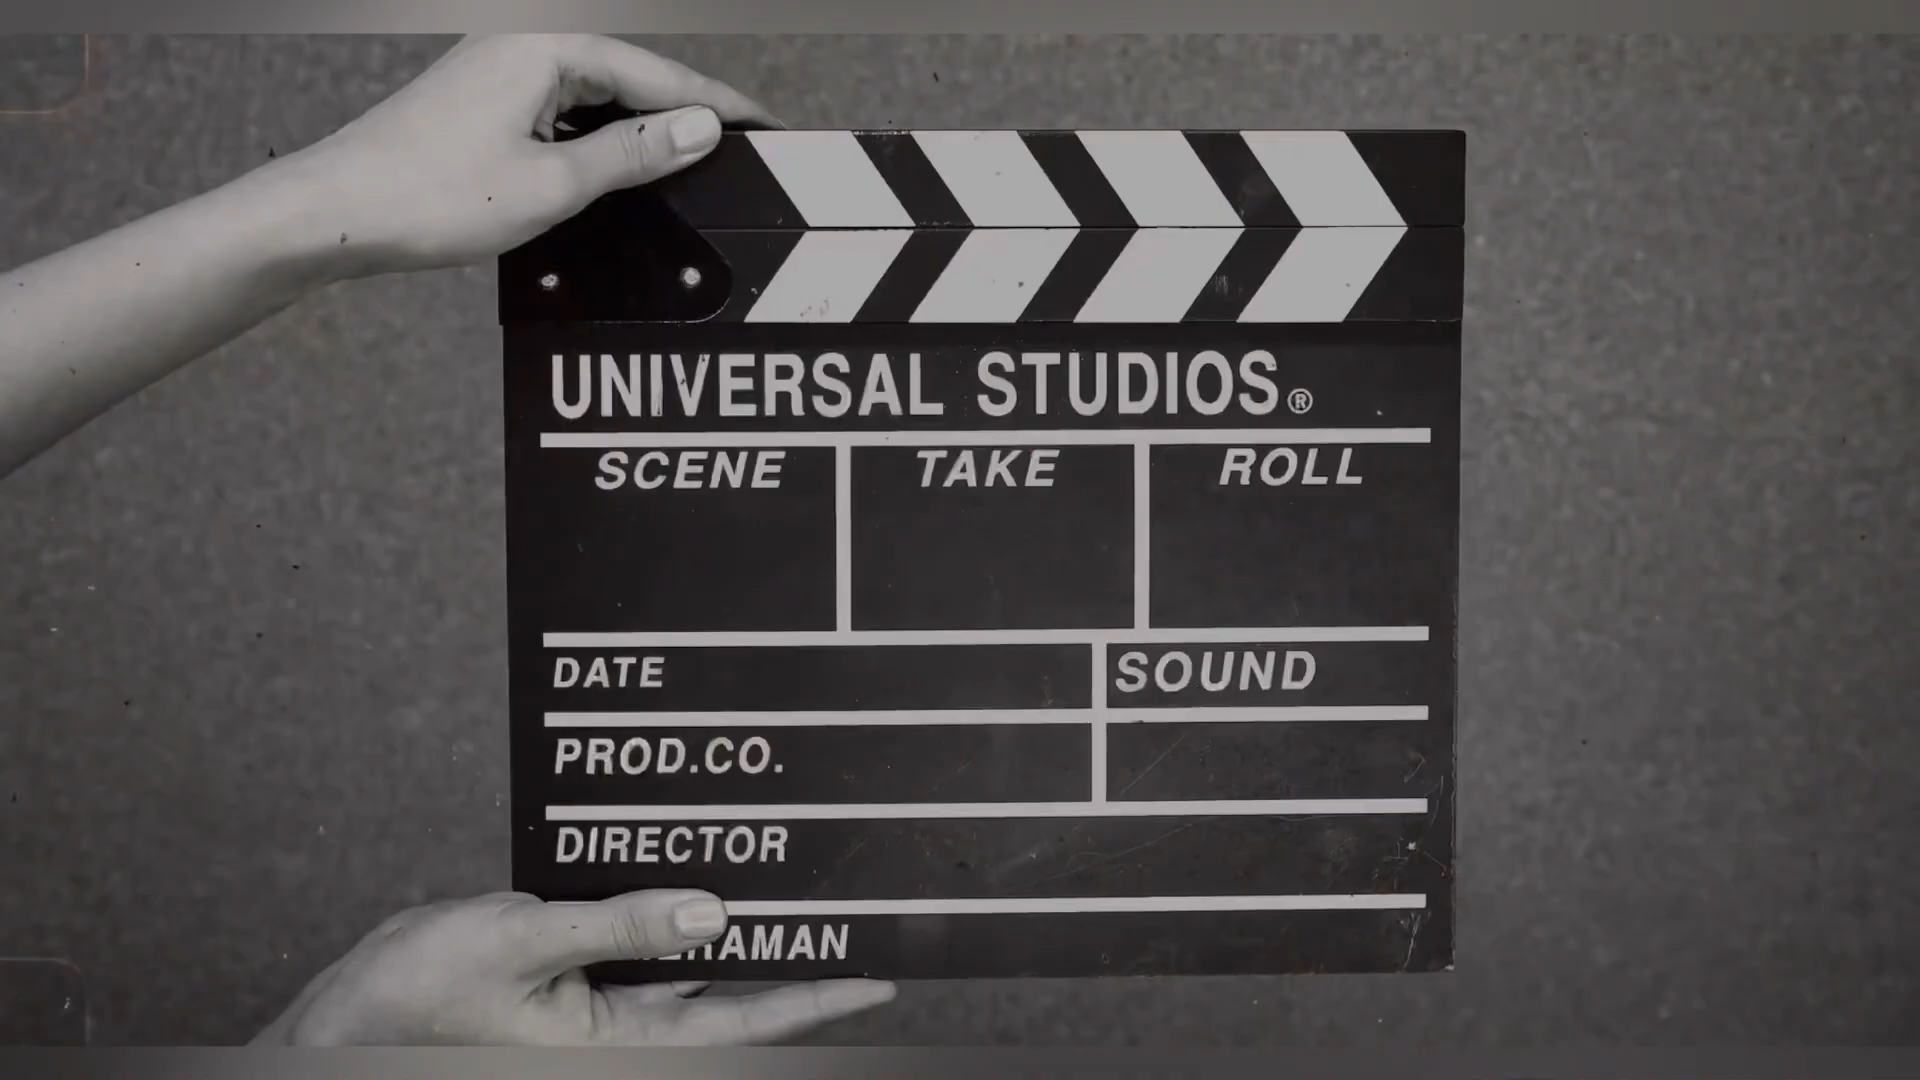 UNIVERSAL STUDIOS®
SCENE TAKE ROLL
DATE SOUND
PROD.CO.
DIRECTOR